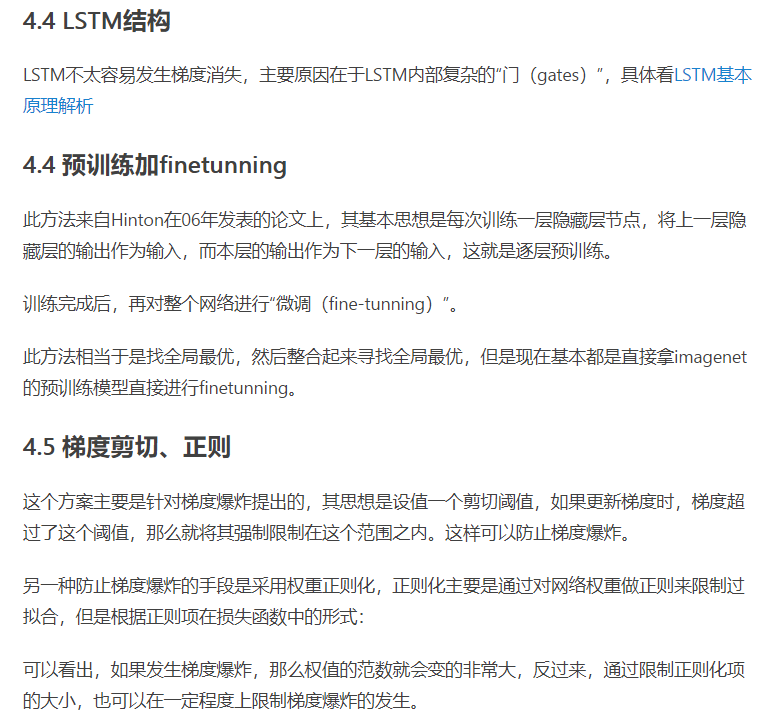 4.4 LSTM结构
LSTM不太容易发生梯度消失，主要原因在于LSTM内部复杂的“门（gates）”，具体看LSTM基本
原理解析
4.4 预训练加finetunning
此方法来自Hinton在06年发表的论文上，其基本思想是每次训练一层隐藏层节点，将上一层隐
藏层的输出作为输入，而本层的输出作为下一层的输入，这就是逐层预训练。
训练完成后，再对整个网络进行“微调（fine-tunning）”。
此方法相当于是找全局最优，然后整合起来寻找全局最优，但是现在基本都是直接拿imagenet
的预训练模型直接进行finetunning。
4.5 梯度剪切、正则
这个方案主要是针对梯度爆炸提出的，其思想是设值一个剪切阈值，如果更新梯度时，梯度超
过了这个阈值，那么就将其强制限制在这个范围之内。这样可以防止梯度爆炸。
另一种防止梯度爆炸的手段是采用权重正则化，正则化主要是通过对网络权重做正则来限制过
拟合，但是根据正则项在损失函数中的形式：
可以看出，如果发生梯度爆炸，那么权值的范数就会变的非常大，反过来，通过限制正则化项
的大小，也可以在一定程度上限制梯度爆炸的发生。